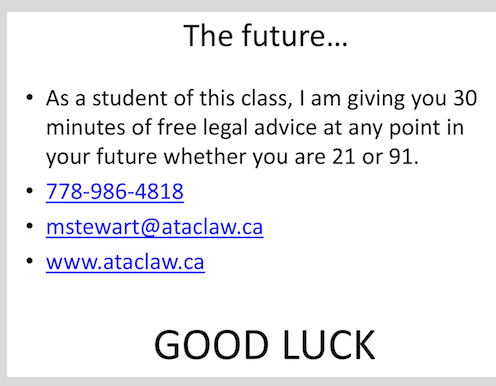 The future...
• As a student of this class, I am giving you 30
minutes of free legal advice at any point in
your future whether you are 21 or 91.
• 778-986-4818
• mstewart@ataclaw.ca
• www.ataclaw.ca
GOOD LUCK